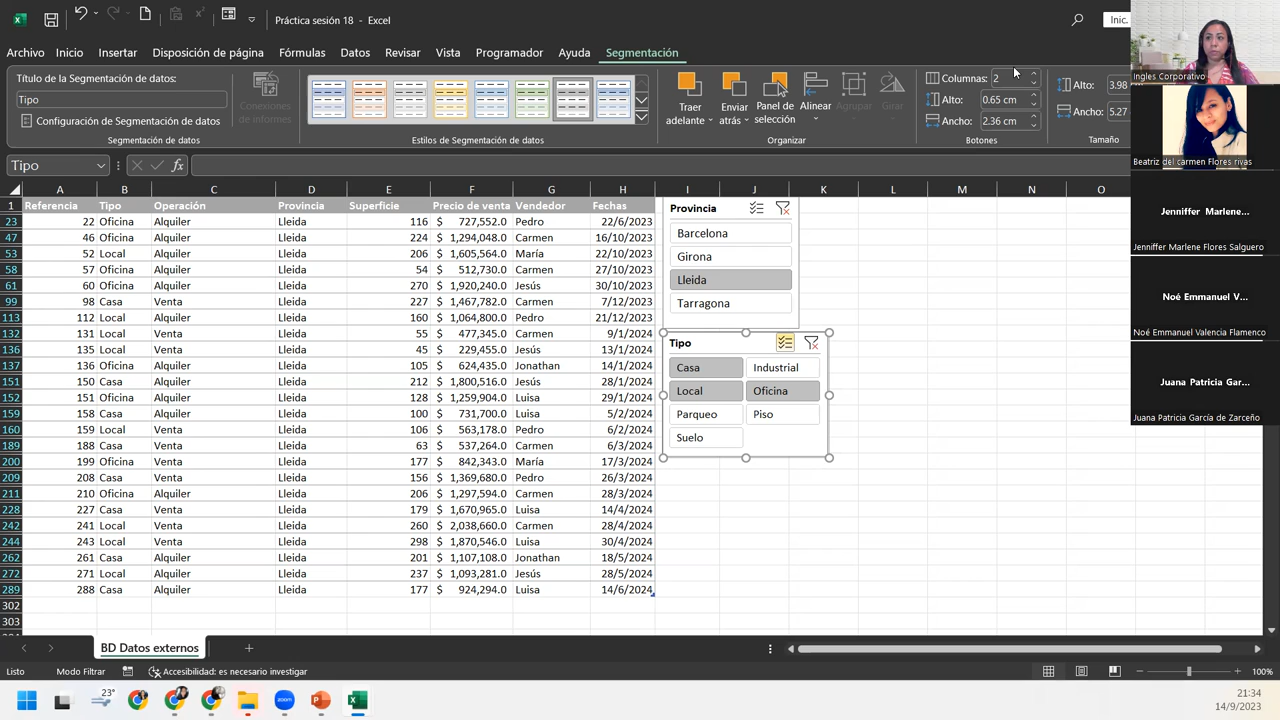 Práctica sesión 18 - Excel
Inic.
Archivo Inicio Insertar Disposición de página Fórmulas Datos Revisar Vista Programador Ayuda Segmentación
Título de la Segmentación de datos:
Tipo
Configuración de Segmentación de datos
Segmentación de datos
Conexiones de informes
Estilos de Segmentación de datos
Traer adelante
Enviar atrás
Panel de selección
Alinear
Agrupar
Girar
Organizar
Columnas: 2
Alto: 0.65 cm
Ancho: 2.36 cm
Botones
Alto: 3.98
Ancho: 5.27
Tamaño
Ingles Corporativo
Beatriz del carmen Flores rivas
Jenniffer Marlene...
Jenniffer Marlene Flores Salguero
Noé Emmanuel V...
Noé Emmanuel Valencia Flamenco
Juana Patricia Gar...
Juana Patricia García de Zarceño
Tipo
fx
A B C D E F G H I J K L M N O
1 Referencia Tipo Operación Provincia Superficie Precio de venta Vendedor Fechas
23 22 Oficina Alquiler Lleida 116 $ 727,552.0 Pedro 22/6/2023
47 46 Oficina Alquiler Lleida 224 $ 1,294,048.0 Carmen 16/10/2023
53 52 Local Alquiler Lleida 206 $ 1,605,564.0 María 22/10/2023
58 57 Oficina Alquiler Lleida 54 $ 512,730.0 Carmen 27/10/2023
61 60 Oficina Alquiler Lleida 270 $ 1,920,240.0 Jesús 30/10/2023
99 98 Casa Venta Lleida 227 $ 1,467,782.0 Carmen 7/12/2023
113 112 Local Alquiler Lleida 160 $ 1,064,800.0 Pedro 21/12/2023
132 131 Local Venta Lleida 55 $ 477,345.0 Carmen 9/1/2024
136 135 Local Venta Lleida 45 $ 229,455.0 Jesús 13/1/2024
137 136 Oficina Alquiler Lleida 105 $ 624,435.0 Jonathan 14/1/2024
151 150 Casa Alquiler Lleida 212 $ 1,800,516.0 Jesús 28/1/2024
152 151 Oficina Alquiler Lleida 128 $ 1,259,904.0 Luisa 29/1/2024
159 158 Casa Alquiler Lleida 100 $ 731,700.0 Luisa 5/2/2024
160 159 Local Venta Lleida 106 $ 563,178.0 Pedro 6/2/2024
189 188 Casa Venta Lleida 63 $ 537,264.0 Carmen 6/3/2024
200 199 Oficina Venta Lleida 177 $ 842,343.0 María 17/3/2024
209 208 Casa Venta Lleida 156 $ 1,369,680.0 Pedro 26/3/2024
211 210 Oficina Alquiler Lleida 206 $ 1,297,594.0 Carmen 28/3/2024
228 227 Casa Venta Lleida 179 $ 1,670,965.0 Luisa 14/4/2024
242 241 Local Venta Lleida 260 $ 2,038,660.0 Carmen 28/4/2024
244 243 Local Venta Lleida 298 $ 1,870,546.0 Luisa 30/4/2024
262 261 Casa Alquiler Lleida 201 $ 1,107,108.0 Jonathan 18/5/2024
272 271 Local Alquiler Lleida 237 $ 1,093,281.0 Jesús 28/5/2024
289 288 Casa Alquiler Lleida 177 $ 924,294.0 Luisa 14/6/2024
302
303
Provincia
Barcelona
Girona
Lleida
Tarragona
Tipo
Casa Industrial
Local Oficina
Parqueo Piso
Suelo
BD Datos externos
Listo Modo Filtrar Accesibilidad: es necesario investigar 100%
23°
zoom
21:34
14/9/2023